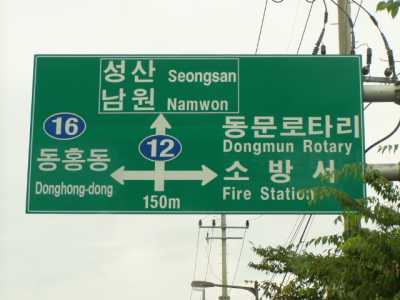 성산 Seongsan
남원 Namwon
16
12
동홍동
Donghong-dong
동문로타리
Dongmun Rotary
소방서
Fire Station
150m